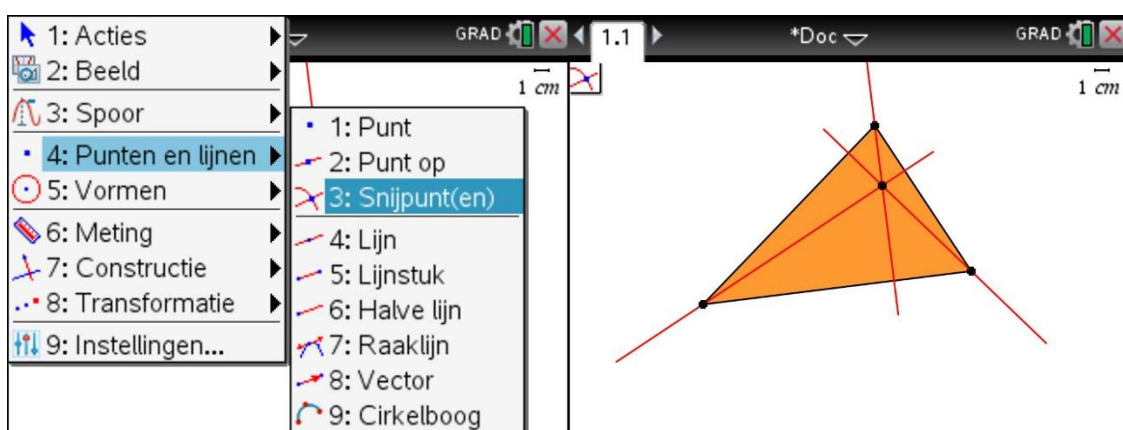 1: Acties
2: Beeld
3: Spoor
4: Punten en lijnen
5: Vormen
6: Meting
7: Constructie
8: Transformatie
9: Instellingen...
GRAD
1 cm
1: Punt
2: Punt op
3: Snijpunt(en)
4: Lijn
5: Lijnstuk
6: Halve lijn
7: Raaklijn
8: Vector
9: Cirkelboog
1.1
*Doc
GRAD
1 cm